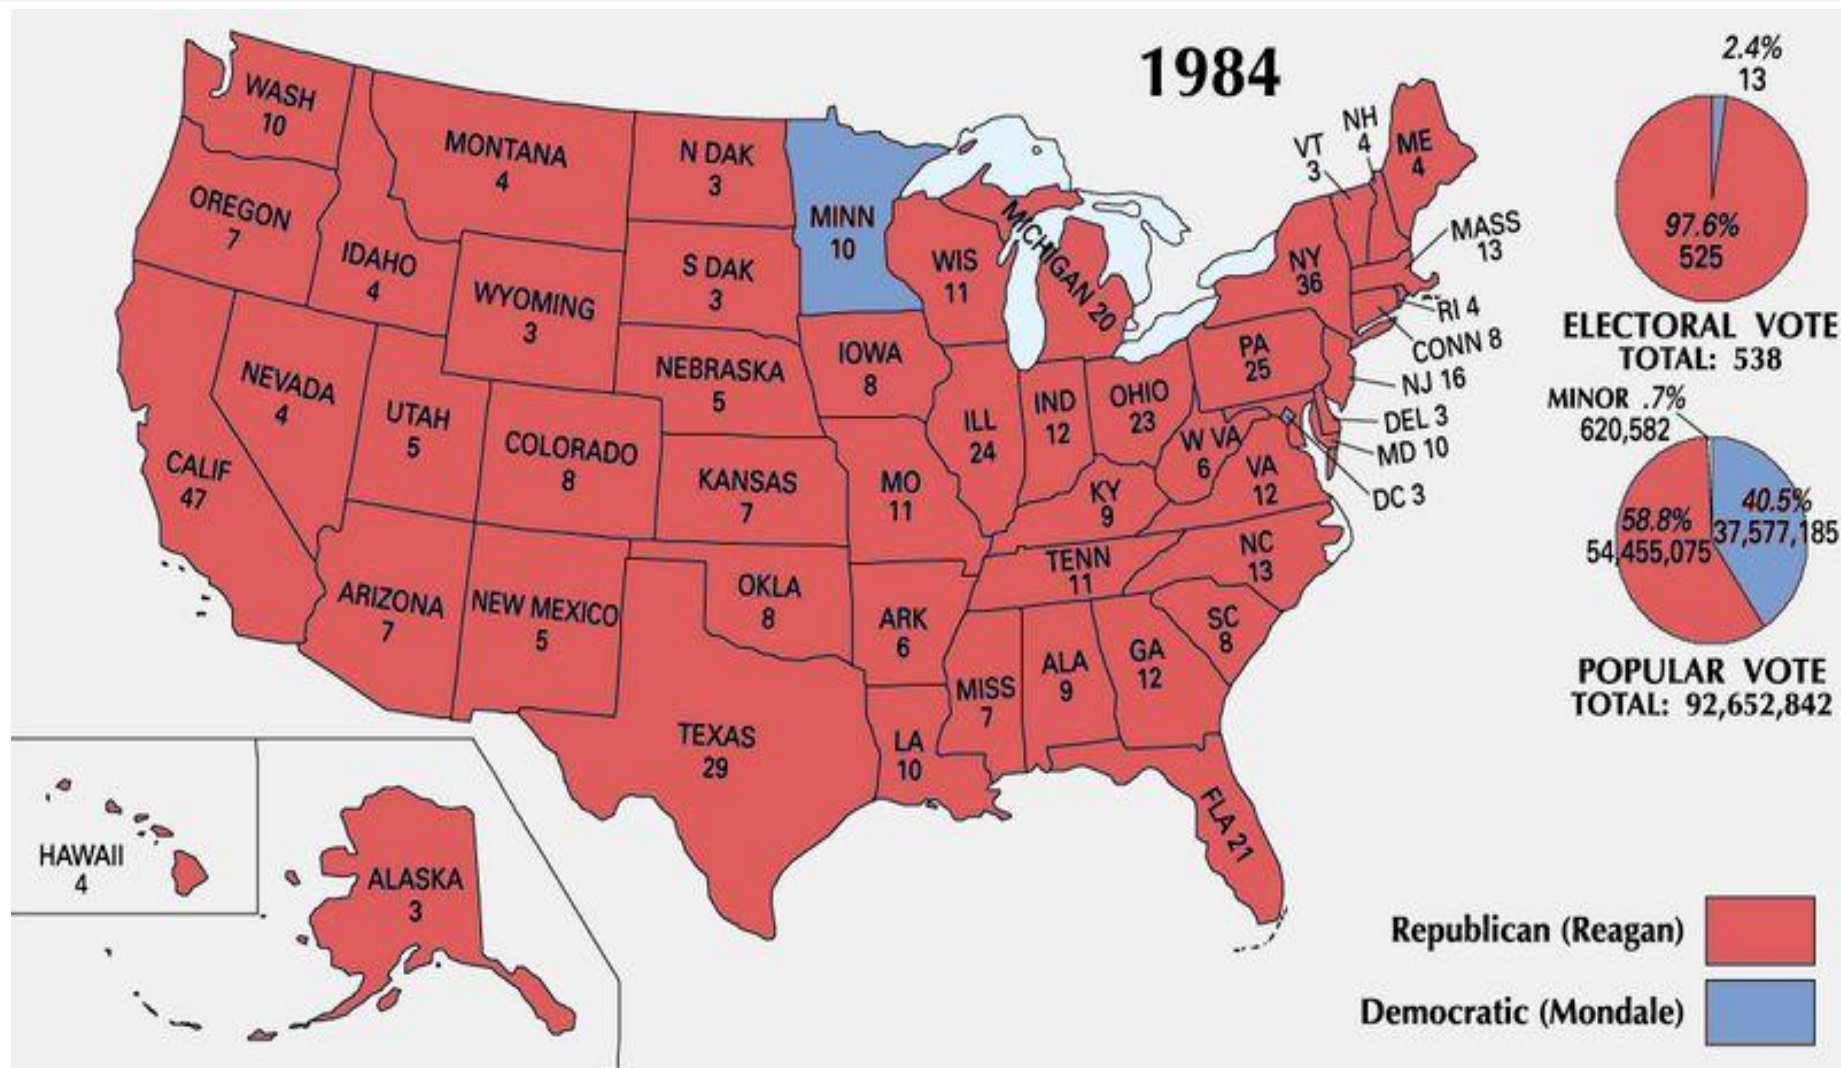 1984
WASH
10
OREGON
7
CALIF
47
NEVADA
4
IDAHO
4
MONTANA
4
WYOMING
3
UTAH
5
ARIZONA
7
COLORADO
8
NEW MEXICO
5
N DAK
3
S DAK
3
NEBRASKA
5
KANSAS
7
OKLA
8
TEXAS
29
MINN
10
IOWA
8
MO
11
ARK
6
LA
10
WIS
11
MICHIGAN 20
ILL
24
IND
12
OHIO
23
KY
9
TENN
11
MISS
7
ALA
9
GA
12
FLA 21
SC
8
NC
13
VA
12
W VA
6
PA
25
NY
36
VT
3
NH
4
ME
4
MASS
13
RI 4
CONN 8
NJ 16
DEL 3
MD 10
DC 3
HAWAII
4
ALASKA
3
2.4%
13
97.6%
525
ELECTORAL VOTE
TOTAL: 538
MINOR .7%
620,582
40.5%
37,577,185
58.8%
54,455,075
POPULAR VOTE
TOTAL: 92,652,842
Republican (Reagan)
Democratic (Mondale)